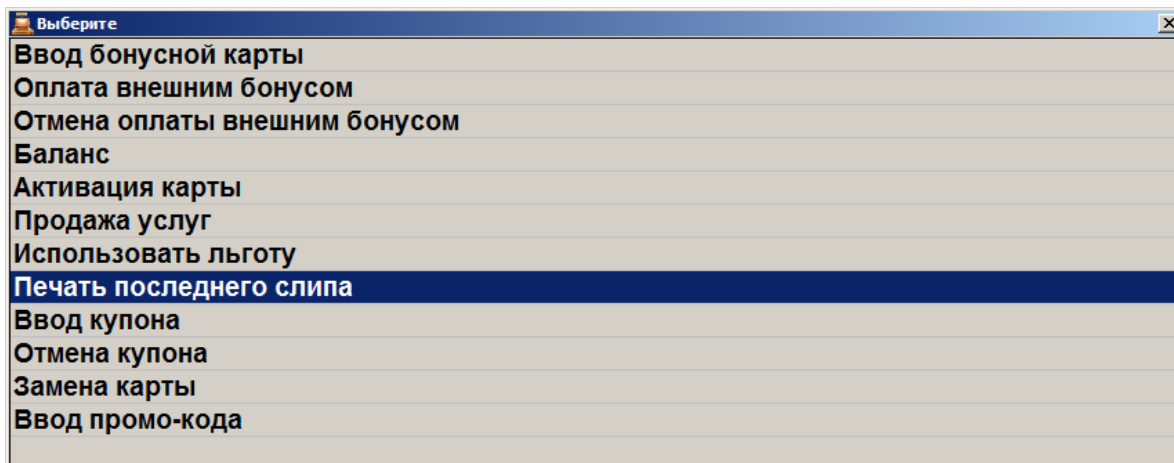 Выберите
Ввод бонусной карты
Оплата внешним бонусом
Отмена оплаты внешним бонусом
Баланс
Активация карты
Продажа услуг
Использовать льготу
Печать последнего слипа
Ввод купона
Отмена купона
Замена карты
Ввод промо-кода